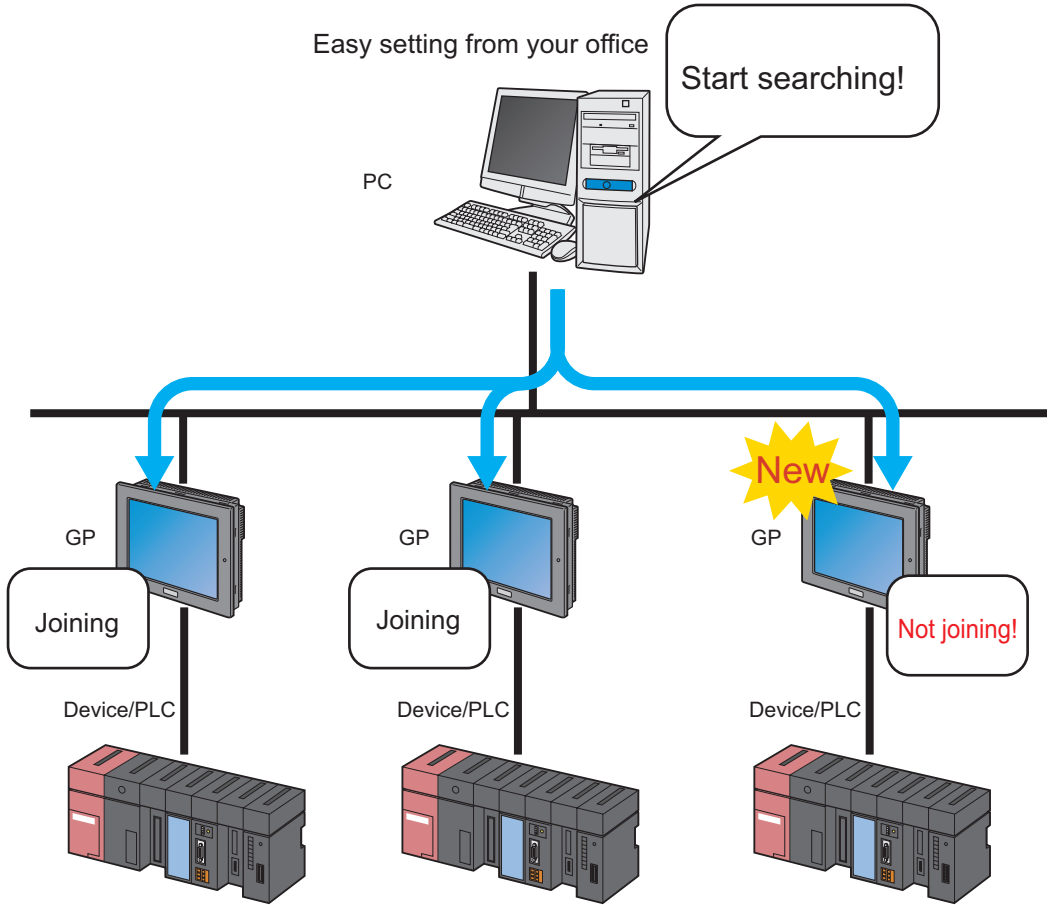 Easy setting from your office
Start searching!
PC
New
GP
GP
GP
Joining
Joining
Not joining!
Device/PLC
Device/PLC
Device/PLC